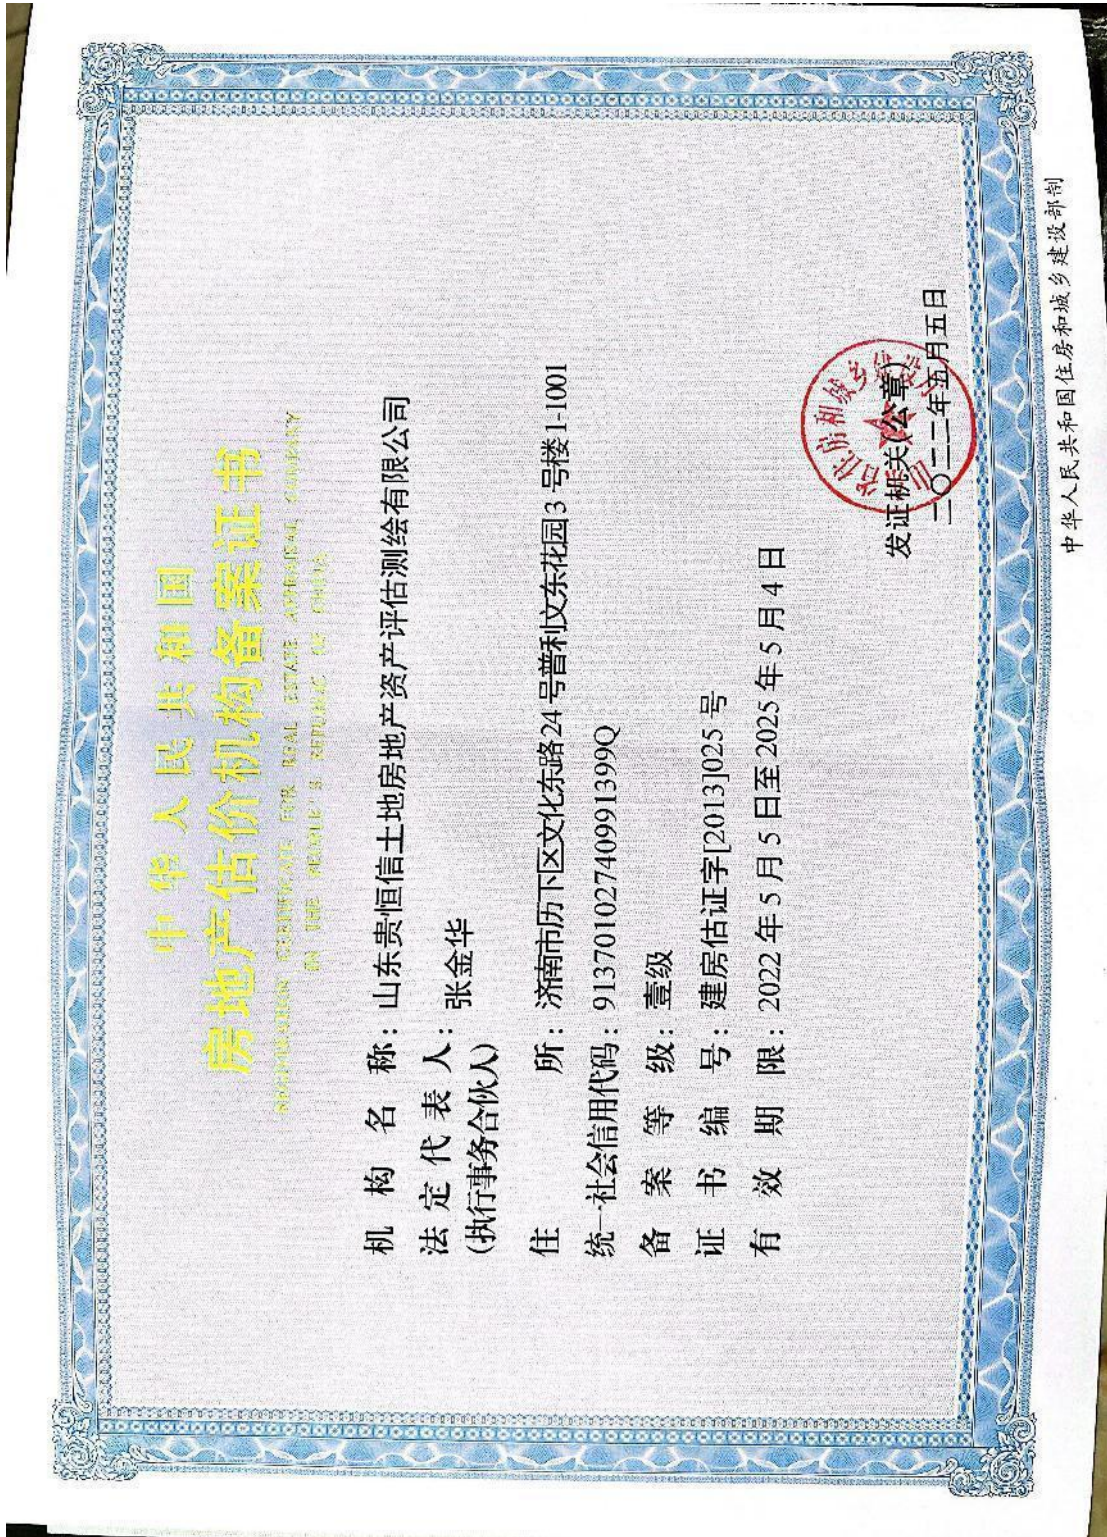 中华人民共和国
房地产估价机构备案证书
REGISTRATION CERTIFICATE FOR REAL ESTATE APPRAISAL COMPANY
IN THE PEOPLE'S REPUBLIC OF CHINA
机构名称：山东贵恒信土地房地产资产评估测绘有限公司
法定代表人：张金华
(执行事务合伙人)
住所：济南市历下区文化东路24号普利文东花园3号楼1-1001
统一社会信用代码：91370102740991399Q
备案等级：壹级
证书编号：建房估证字[2013]025号
有效期限：2022年5月5日至2025年5月4日
发证机关(公章)
二〇二二年五月五日
中华人民共和国住房和城乡建设部制